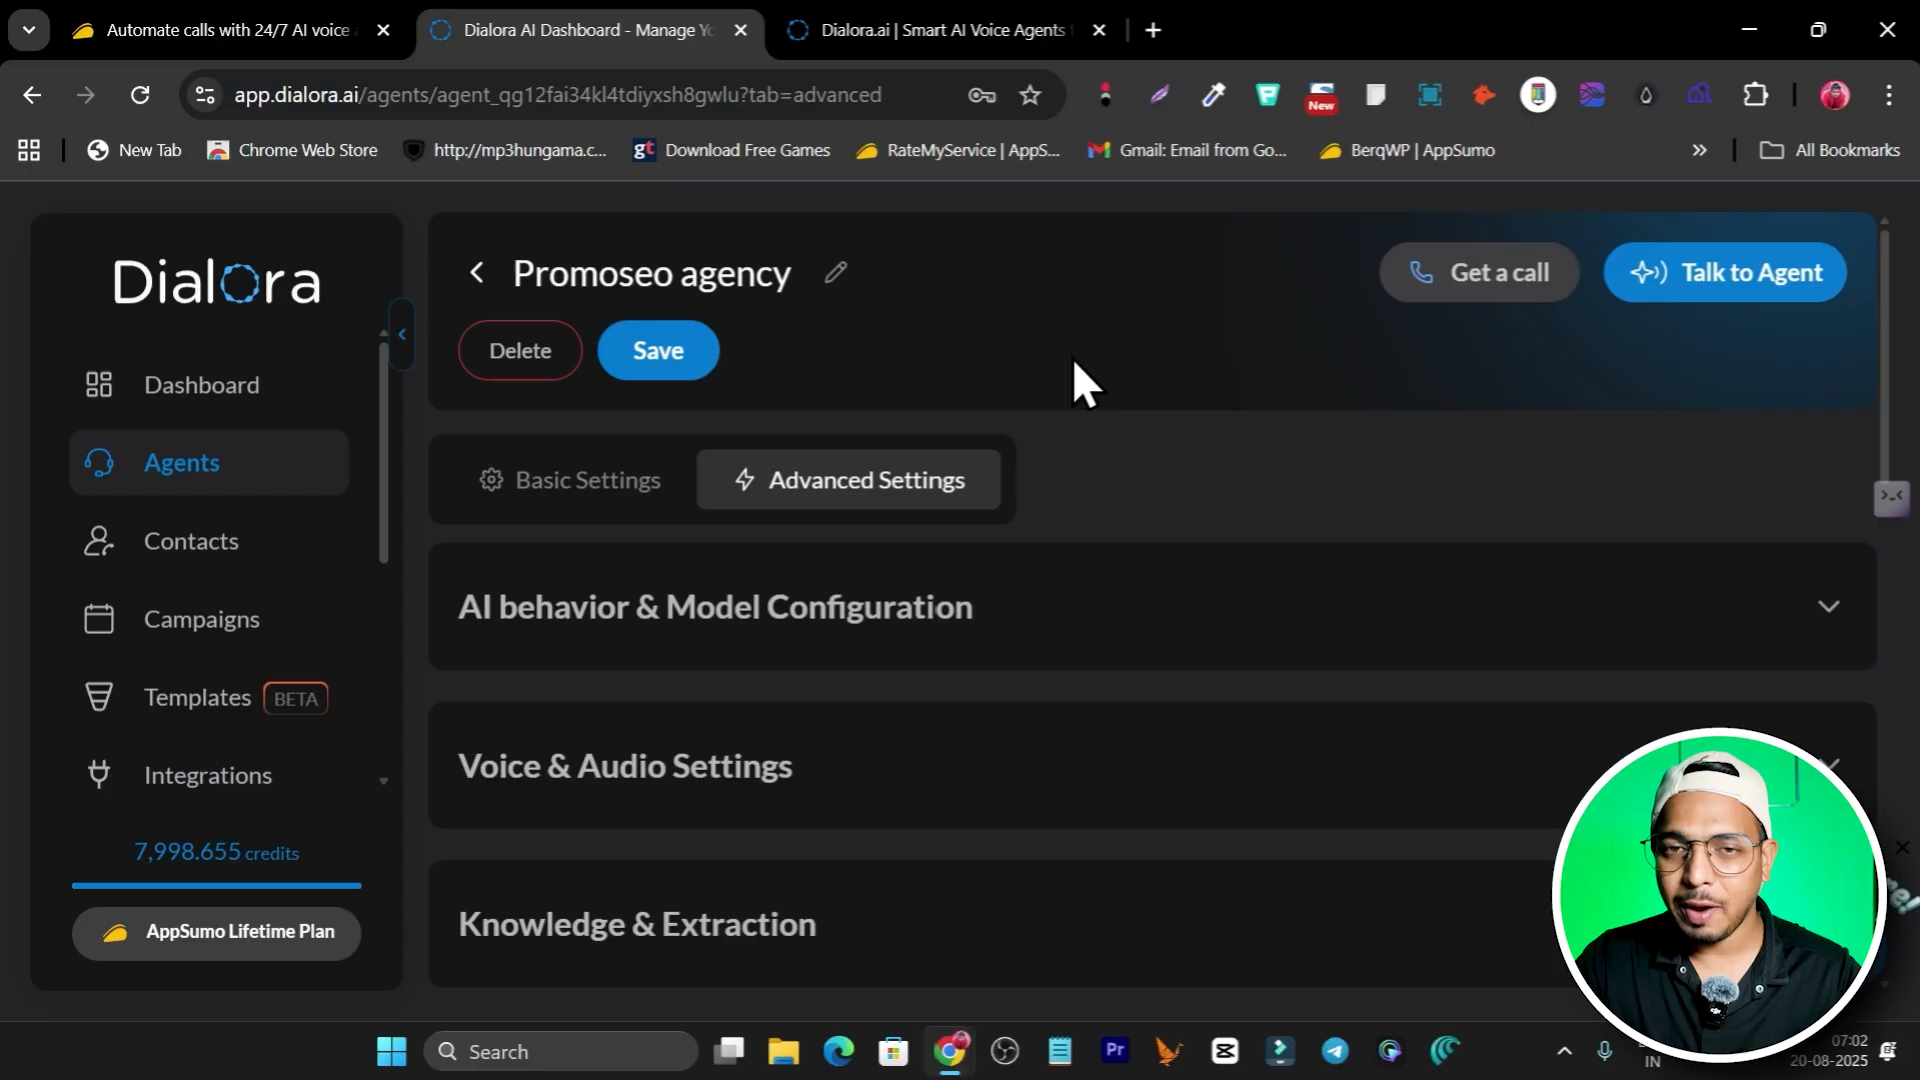 Automate calls with 24/7 AI voice
Dialora AI Dashboard - Manage Yo
Dialora.ai | Smart AI Voice Agents
app.dialora.ai/agents/agent_qg12fai34kl4tdiyxsh8gwlu?tab=advanced
New
New Tab
Chrome Web Store
http://mp3hungama.c...
gt
Download Free Games
RateMyService | AppS...
Gmail: Email from Go...
BerqWP | AppSumo
All Bookmarks
Dialora
Promoseo agency
Get a call
Talk to Agent
Delete
Save
Dashboard
Agents
Contacts
Campaigns
Templates
BETA
Integrations
7,998.655 credits
AppSumo Lifetime Plan
Basic Settings
Advanced Settings
AI behavior & Model Configuration
Voice & Audio Settings
Knowledge & Extraction
Search
Pr
IN
07:02
20-08-2025